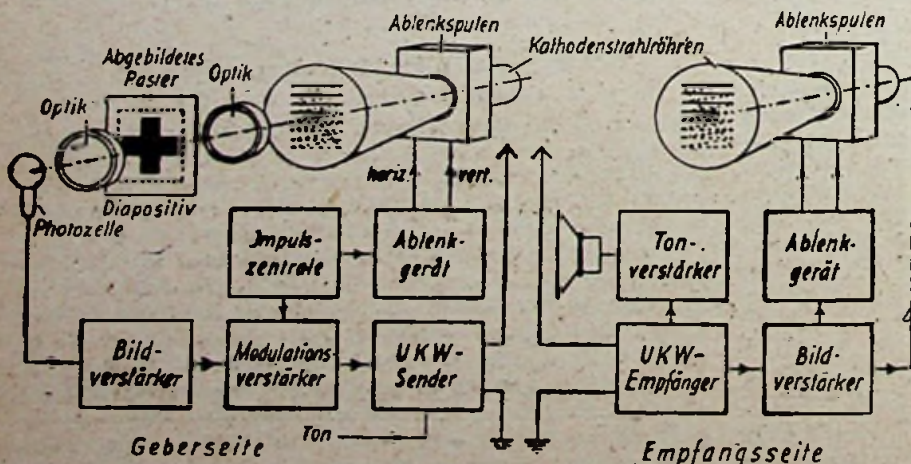 Ablenkspulen
Ablenkspulen
Kathodenstrahlröhren
Abgebildetes
Raster
Optik
Optik
Diapositiv
Photozelle
horiz.
vert.
Impuls-
zentrale
Ablenk-
gerät
Ton-
verstärker
Ablenk-
gerät
Bild-
verstärker
Modulations
verstärker
UKW-
Sender
UKW-
Empfänger
Bild-
verstärker
Ton
Geberseite
Empfangsseite